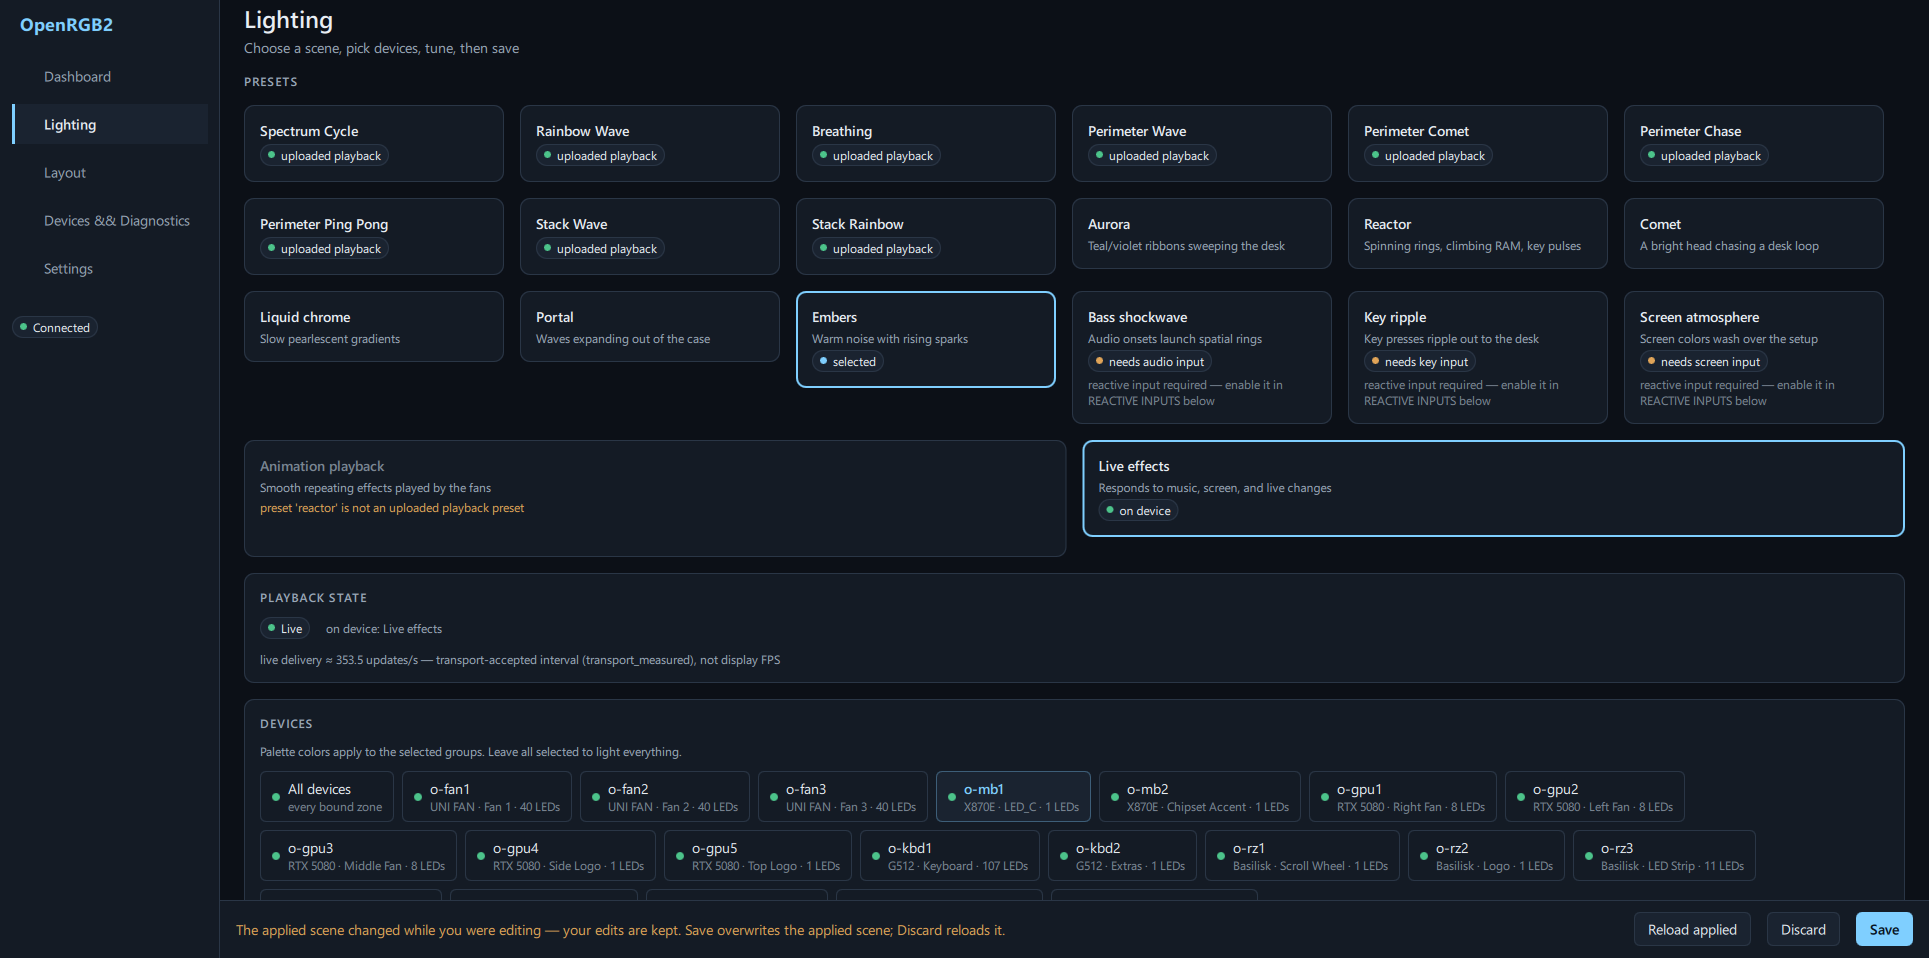 OpenRGB2
Dashboard
Lighting
Layout
Devices && Diagnostics
Settings
Connected
Lighting
Choose a scene, pick devices, tune, then save
PRESETS
Spectrum Cycle
uploaded playback
Rainbow Wave
uploaded playback
Breathing
uploaded playback
Perimeter Wave
uploaded playback
Perimeter Comet
uploaded playback
Perimeter Chase
uploaded playback
Perimeter Ping Pong
uploaded playback
Stack Wave
uploaded playback
Stack Rainbow
uploaded playback
Aurora
Teal/violet ribbons sweeping the desk
Reactor
Spinning rings, climbing RAM, key pulses
Comet
A bright head chasing a desk loop
Liquid chrome
Slow pearlescent gradients
Portal
Waves expanding out of the case
Embers
Warm noise with rising sparks
selected
Bass shockwave
Audio onsets launch spatial rings
needs audio input
reactive input required — enable it in
REACTIVE INPUTS below
Key ripple
Key presses ripple out to the desk
needs key input
reactive input required — enable it in
REACTIVE INPUTS below
Screen atmosphere
Screen colors wash over the setup
needs screen input
reactive input required — enable it in
REACTIVE INPUTS below
Animation playback
Smooth repeating effects played by the fans
preset 'reactor' is not an uploaded playback preset
Live effects
Responds to music, screen, and live changes
on device
PLAYBACK STATE
Live
on device: Live effects
live delivery ≈ 353.5 updates/s — transport-accepted interval (transport_measured), not display FPS
DEVICES
Palette colors apply to the selected groups. Leave all selected to light everything.
All devices
every bound zone
o-fan1
UNI FAN · Fan 1 · 40 LEDs
o-fan2
UNI FAN · Fan 2 · 40 LEDs
o-fan3
UNI FAN · Fan 3 · 40 LEDs
o-mb1
X870E · LED_C · 1 LEDs
o-mb2
X870E · Chipset Accent · 1 LEDs
o-gpu1
RTX 5080 · Right Fan · 8 LEDs
o-gpu2
RTX 5080 · Left Fan · 8 LEDs
o-gpu3
RTX 5080 · Middle Fan · 8 LEDs
o-gpu4
RTX 5080 · Side Logo · 1 LEDs
o-gpu5
RTX 5080 · Top Logo · 1 LEDs
o-kbd1
G512 · Keyboard · 107 LEDs
o-kbd2
G512 · Extras · 1 LEDs
o-rz1
Basilisk · Scroll Wheel · 1 LEDs
o-rz2
Basilisk · Logo · 1 LEDs
o-rz3
Basilisk · LED Strip · 11 LEDs
The applied scene changed while you were editing — your edits are kept. Save overwrites the applied scene; Discard reloads it.
Reload applied
Discard
Save